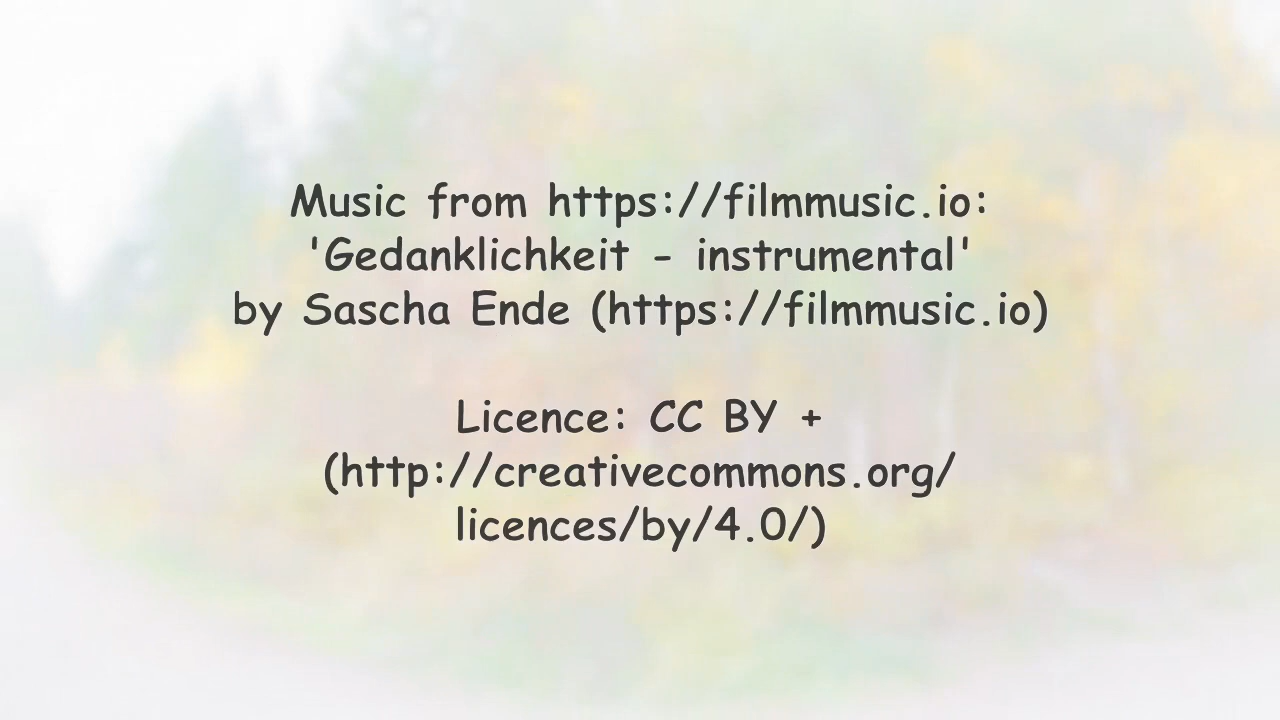 Music from https://filmmusic.io:
'Gedanklichkeit - instrumental'
by Sascha Ende (https://filmmusic.io)
Licence: CC BY +
(http://creativecommons.org/
licences/by/4.0/)